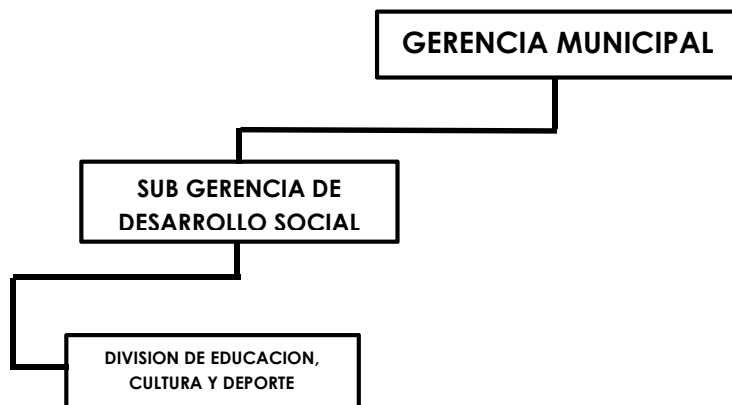 GERENCIA MUNICIPAL
SUB GERENCIA DE
DESARROLLO SOCIAL
DIVISION DE EDUCACION,
CULTURA Y DEPORTE